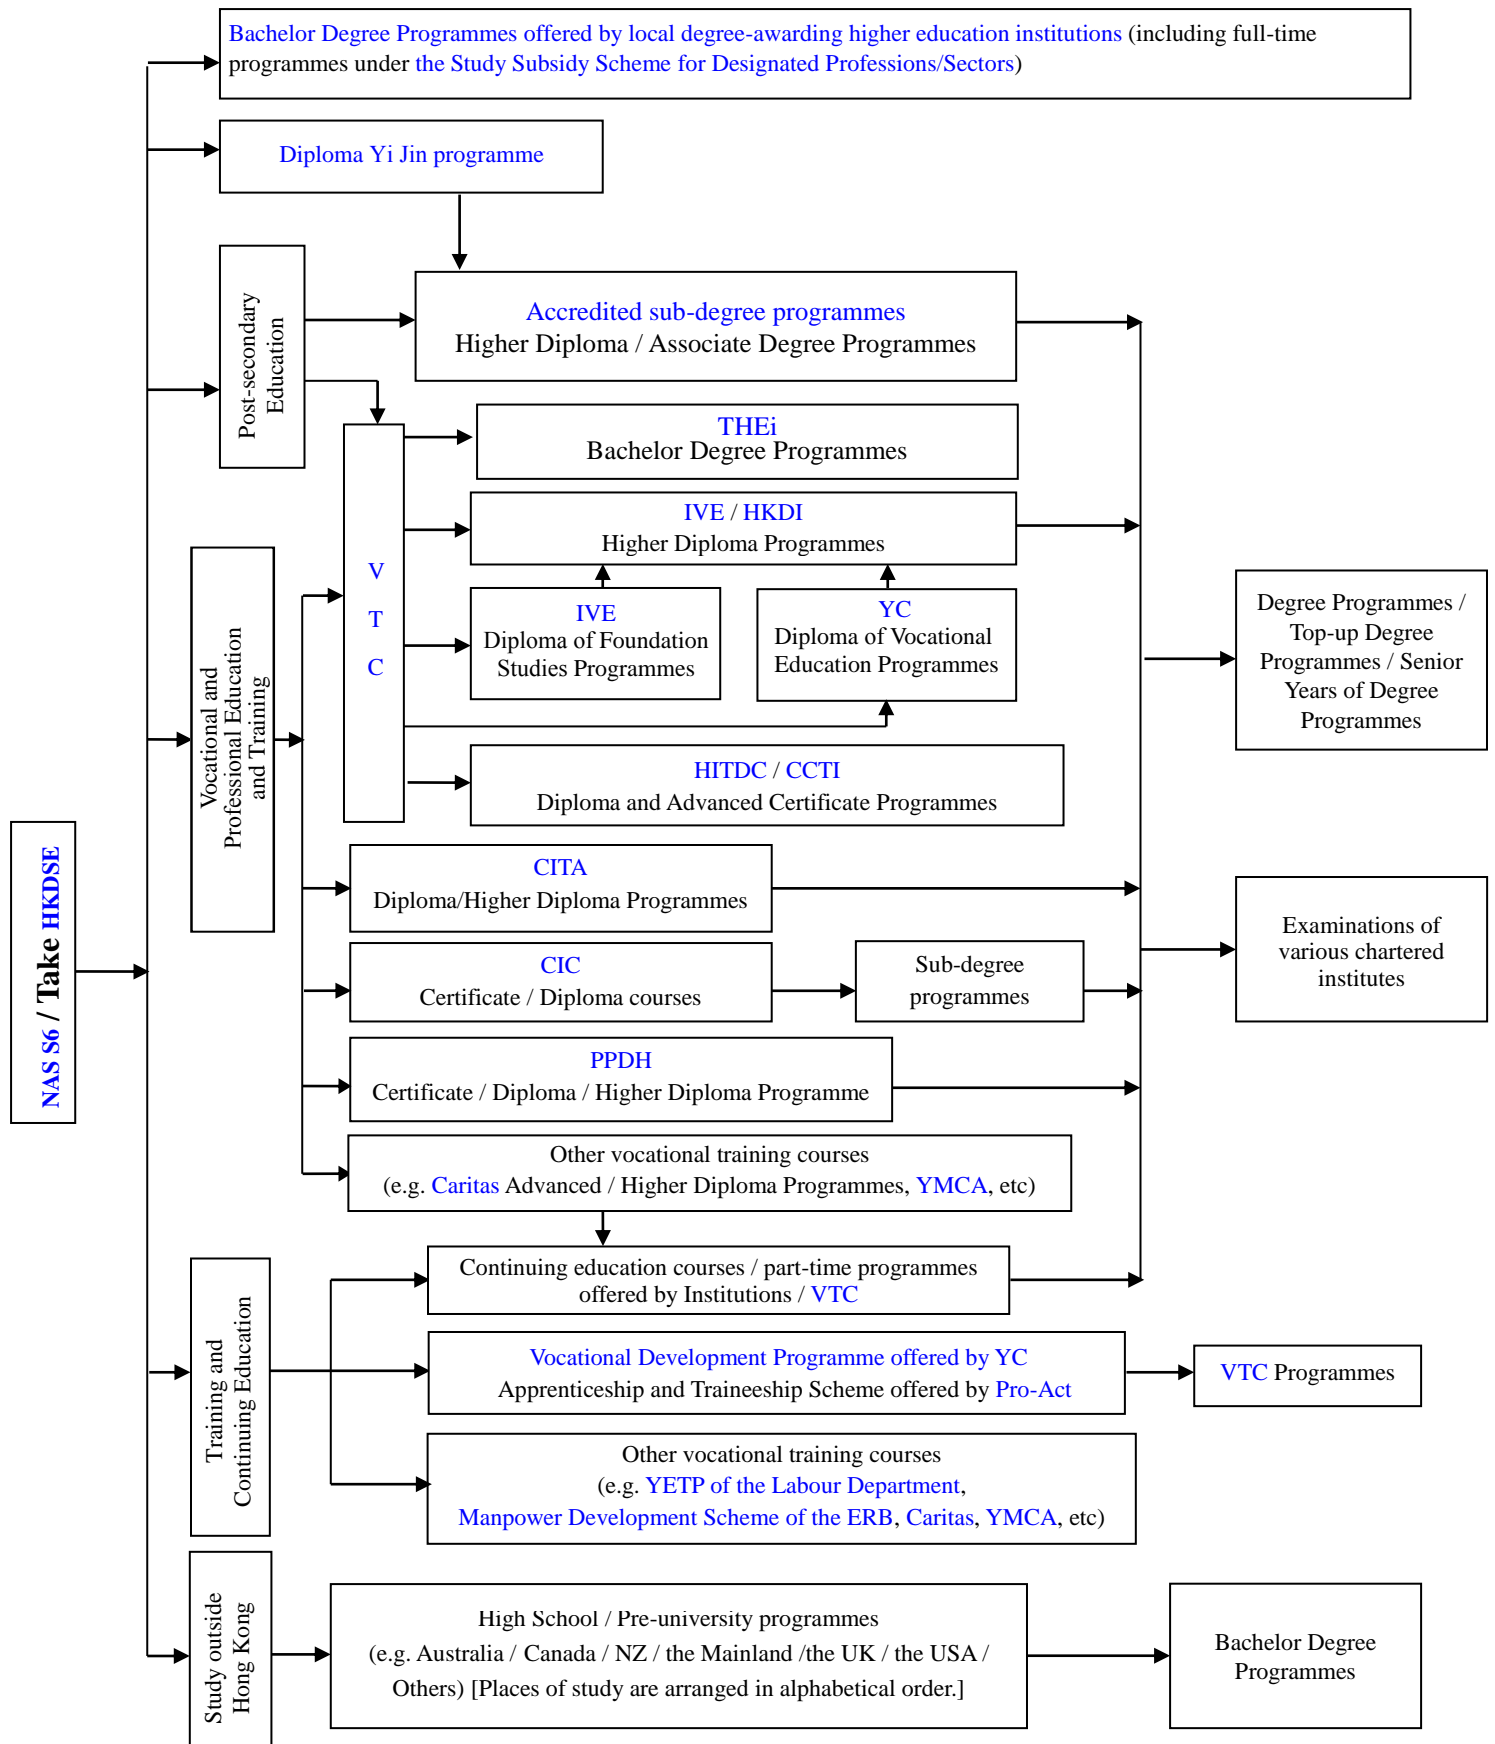 Bachelor Degree Programmes offered by local degree-awarding higher education institutions (including full-time
programmes under the Study Subsidy Scheme for Designated Professions/Sectors)
Diploma Yi Jin programme
Post-secondary
Education
Accredited sub-degree programmes
Higher Diploma / Associate Degree Programmes
THEi
Bachelor Degree Programmes
V
T
C
IVE / HKDI
Higher Diploma Programmes
IVE
Diploma of Foundation
Studies Programmes
YC
Diploma of Vocational
Education Programmes
HITDC / CCTI
Diploma and Advanced Certificate Programmes
Vocational and
Professional Education
and Training
Degree Programmes /
Top-up Degree
Programmes / Senior
Years of Degree
Programmes
NAS S6 / Take HKDSE
CITA
Diploma/Higher Diploma Programmes
CIC
Certificate / Diploma courses
Sub-degree
programmes
Examinations of
various chartered
institutes
PPDH
Certificate / Diploma / Higher Diploma Programme
Other vocational training courses
(e.g. Caritas Advanced / Higher Diploma Programmes, YMCA, etc)
Training and
Continuing Education
Continuing education courses / part-time programmes
offered by Institutions / VTC
Vocational Development Programme offered by YC
Apprenticeship and Traineeship Scheme offered by Pro-Act
VTC Programmes
Other vocational training courses
(e.g. YETP of the Labour Department,
Manpower Development Scheme of the ERB, Caritas, YMCA, etc)
Study outside
Hong Kong
High School / Pre-university programmes
(e.g. Australia / Canada / NZ / the Mainland /the UK / the USA /
Others) [Places of study are arranged in alphabetical order.]
Bachelor Degree
Programmes